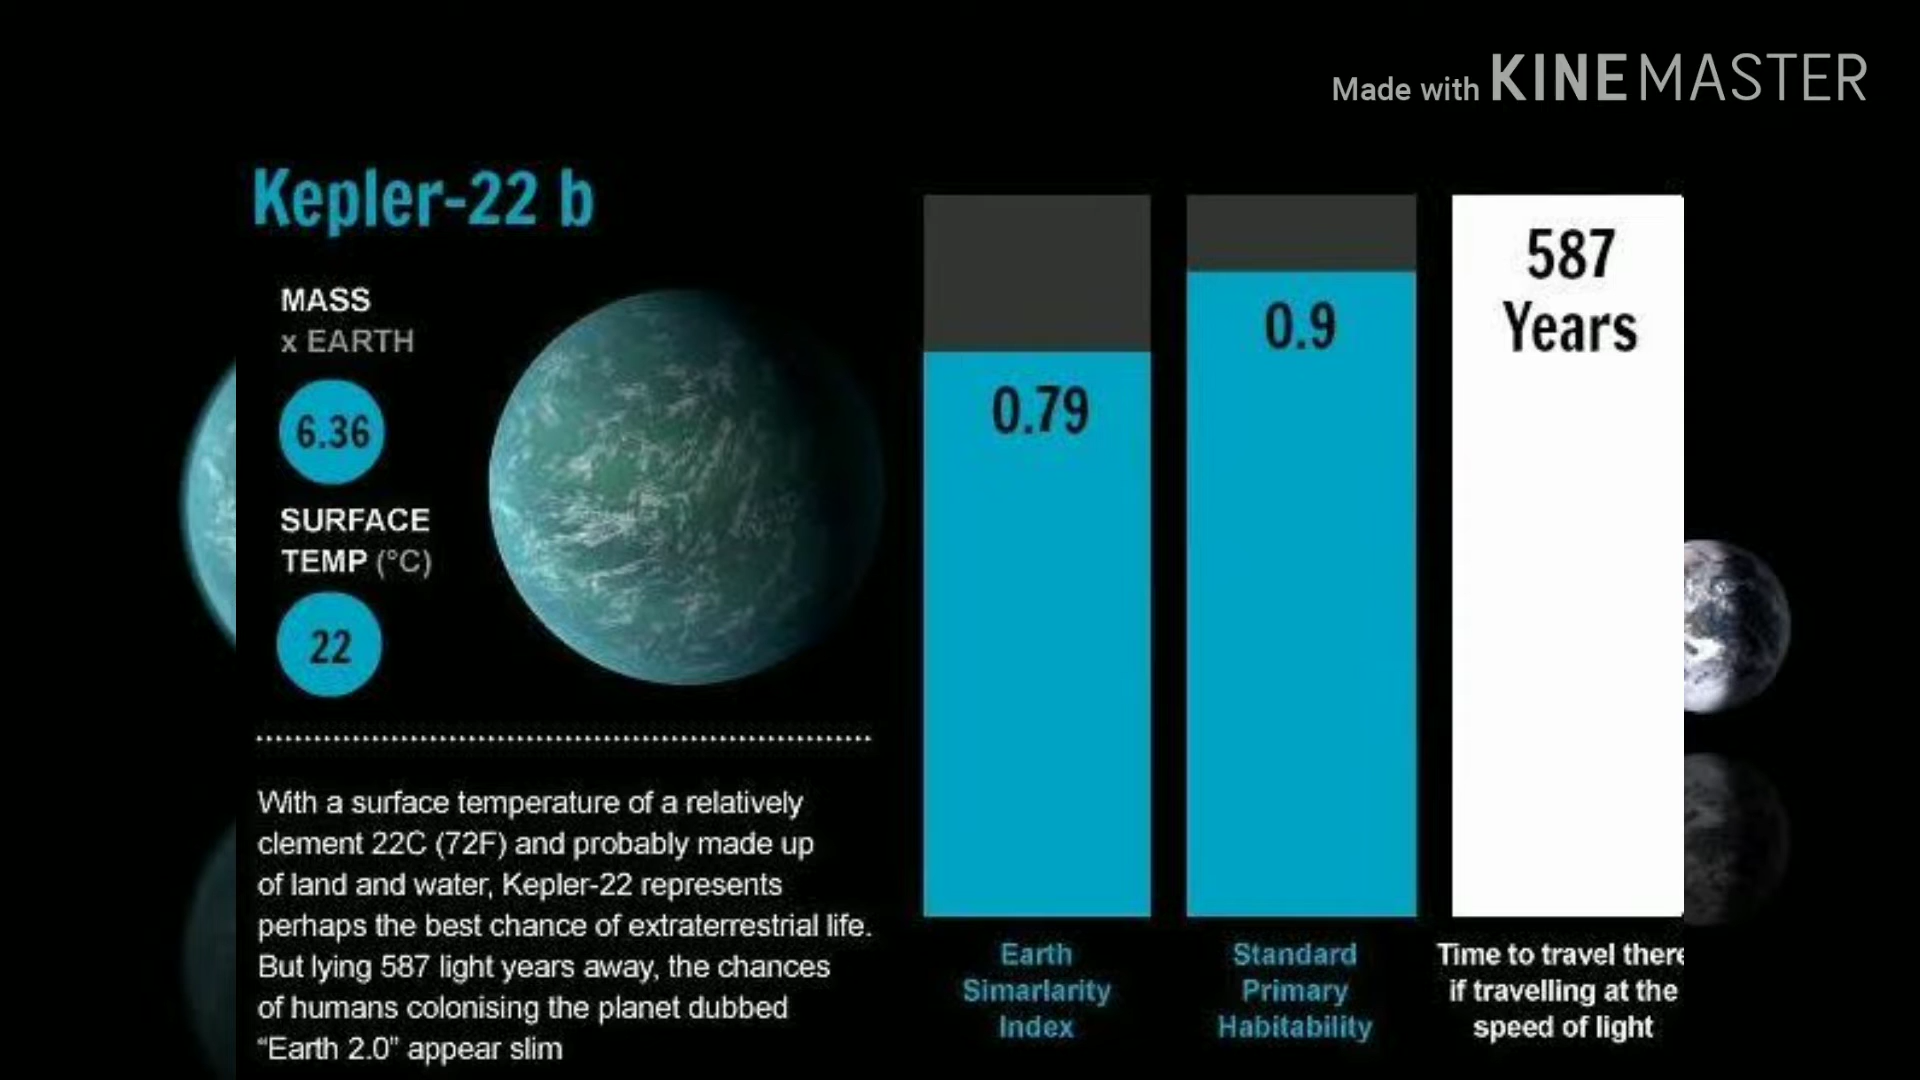 Made with KINEMASTER
Kepler-22 b
MASS
x EARTH
6.36
SURFACE
TEMP (°C)
22
With a surface temperature of a relatively
clement 22C (72F) and probably made up
of land and water, Kepler-22 represents
perhaps the best chance of extraterrestrial life.
But lying 587 light years away, the chances
of humans colonising the planet dubbed
“Earth 2.0” appear slim
0.79
Earth
Simarlarity
Index
0.9
Standard
Primary
Habitability
587
Years
Time to travel there
if travelling at the
speed of light